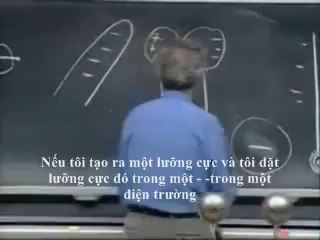 Nếu tôi tạo ra một lưỡng cực và tôi đặt
lưỡng cực đó trong một - -trong một
điện trường